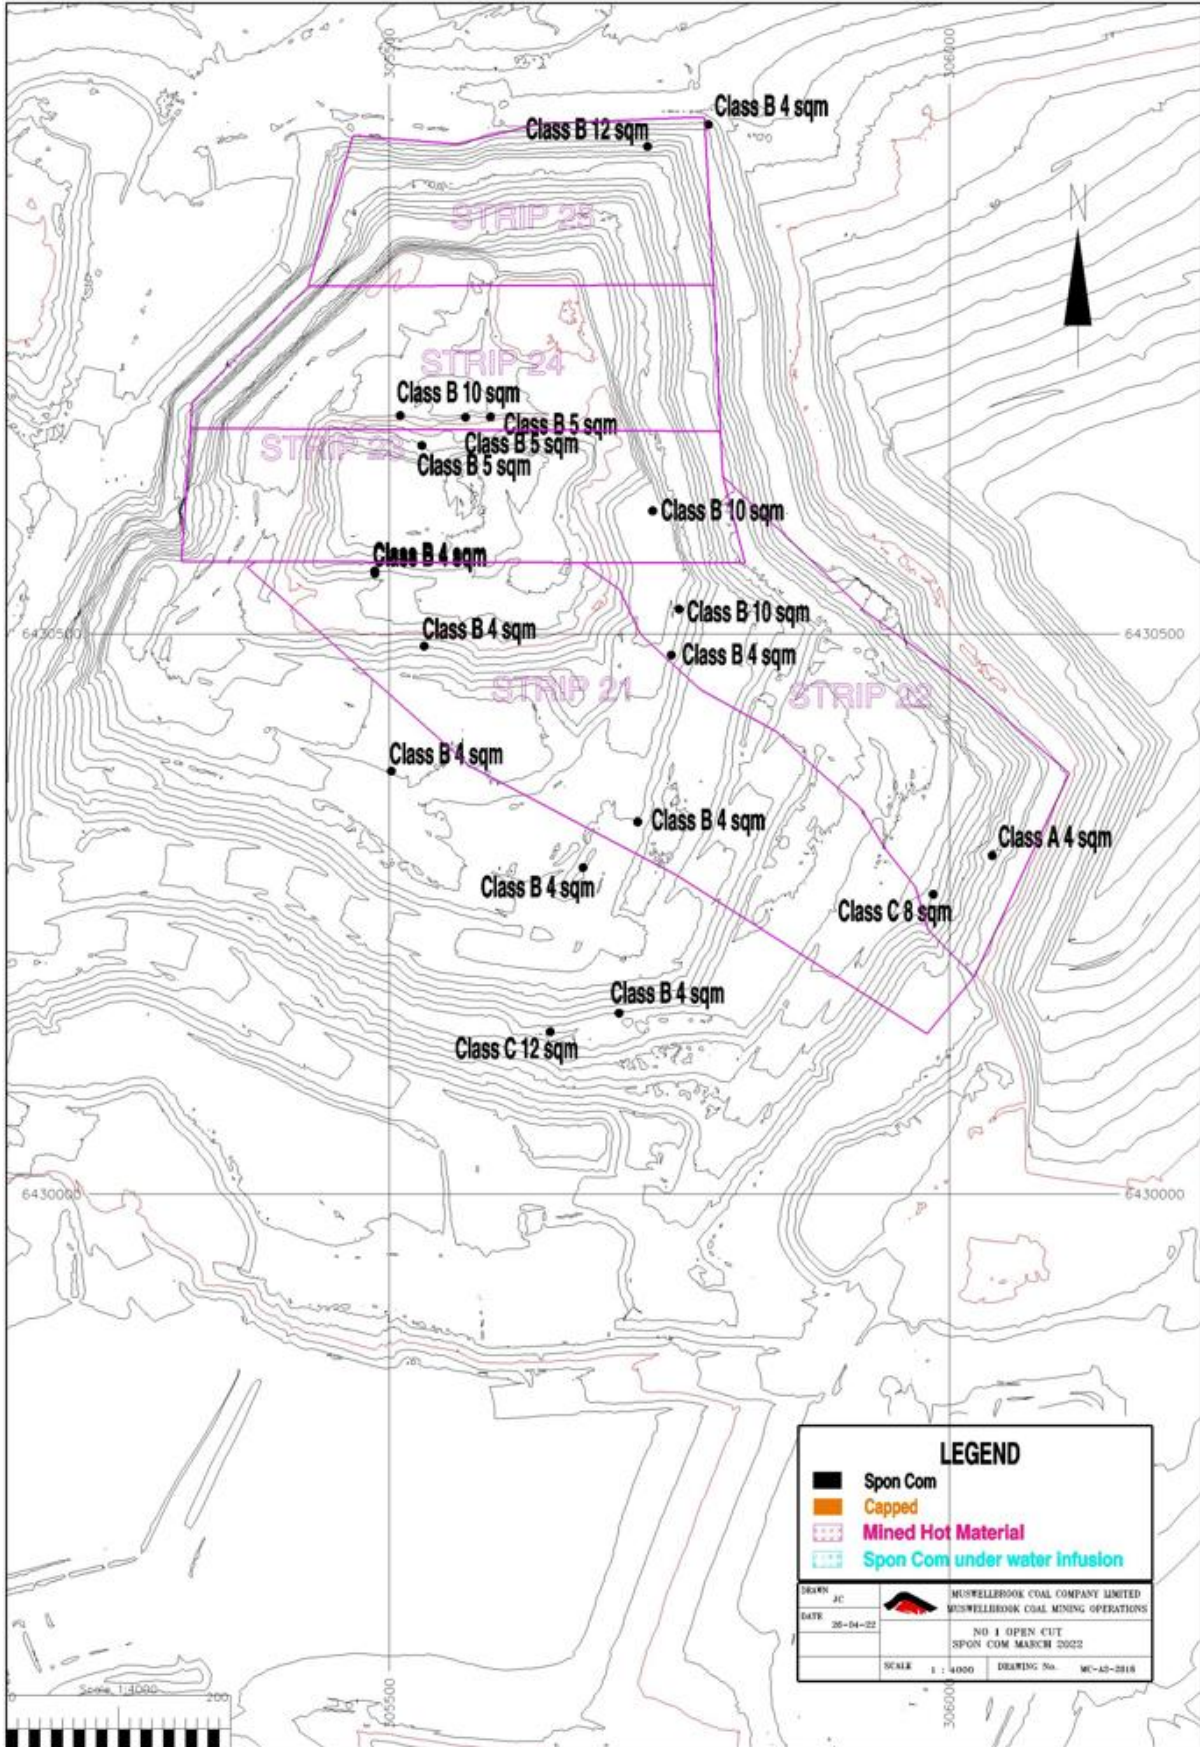 305500
306000
Class B 4 sqm
Class B 12 sqm
STRIP 25
N
STRIP 24
Class B 10 sqm
Class B 5 sqm
STRIP 23
Class B 5 sqm
Class B 5 sqm
Class B 10 sqm
Class B 4 sqm
Class B 10 sqm
6430500
6430500
Class B 4 sqm
Class B 4 sqm
STRIP 21
STRIP 22
Class B 4 sqm
Class B 4 sqm
Class A 4 sqm
Class B 4 sqm
Class C 8 sqm
Class B 4 sqm
Class C 12 sqm
6430000
6430000
LEGEND
Spon Com
Capped
Mined Hot Material
Spon Com under water infusion
DRAWN JC
MUSWELLBROOK COAL COMPANY LIMITED
MUSWELLBROOK COAL MINING OPERATIONS
DATE 26-04-22
NO 1 OPEN CUT
SPON COM MARCH 2022
SCALE 1 : 4000
DRAWING No.
0 Scale 1:4000 200
305500
306000